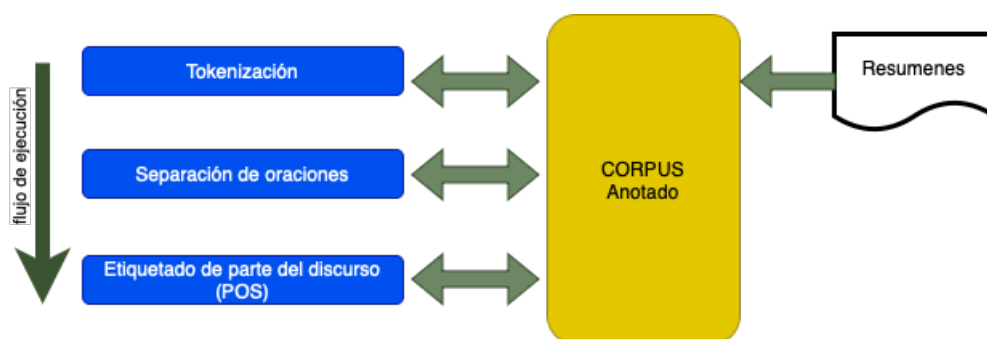 flujo de ejecución
Tokenización
Separación de oraciones
Etiquetado de parte del discurso
(POS)
CORPUS
Anotado
Resumenes